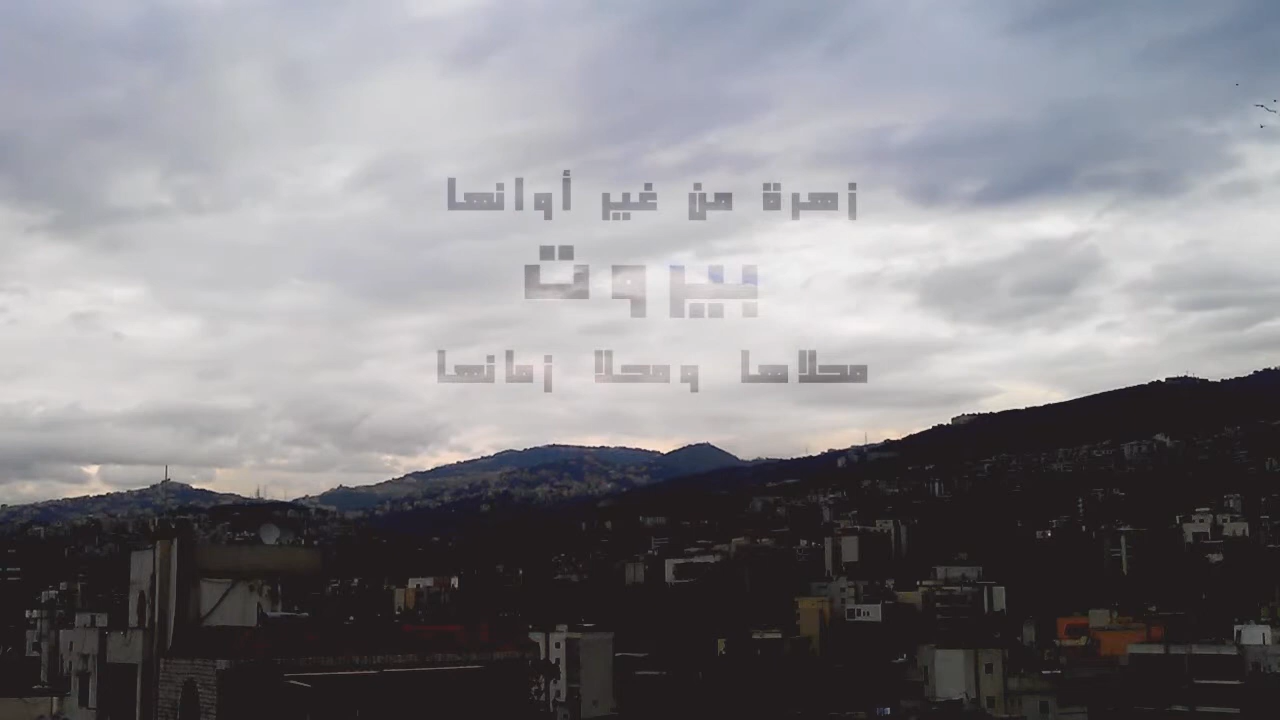 زهرة من غير أوانها
بيروت
محلاها ومحلا زمانها